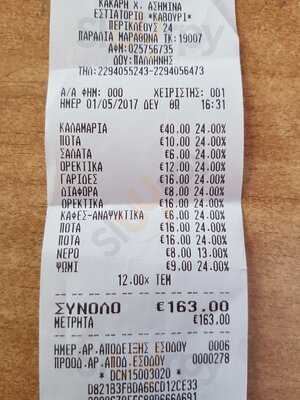 ΚΑΚΑΡΗ Χ. ΑΣΗΜΙΝΑ
ΕΣΤΙΑΤΟΡΙΟ *ΚΑΒΟΥΡΙ*
ΠΕΡΙΚΛΕΟΥΣ 24
ΠΑΡΑΛΙΑ ΜΑΡΑΘΩΝΑ ΤΚ:19007
ΑΦΜ:025756735
ΔΟΥ:ΠΑΛΛΗΝΗΣ
ΤΗΛ:2294055243-2294056473
Α/Α ΦΗΜ: 000 ΧΕΙΡΙΣΤΗΣ: 001
ΗΜΕΡ 01/05/2017 ΔΕΥ ΘΩ 16:31
ΚΑΛΑΜΑΡΙΑ €40.00 24.00%
ΠΟΤΑ €10.00 24.00%
ΣΑΛΑΤΑ €6.00 24.00%
ΟΡΕΚΤΙΚΑ €12.00 24.00%
ΓΑΡΙΔΕΣ €16.00 24.00%
ΔΙΑΦΟΡΑ €8.00 24.00%
ΟΡΕΚΤΙΚΑ €16.00 24.00%
ΚΑΦΕΣ-ΑΝΑΨΥΚΤΙΚΑ €6.00 24.00%
ΠΟΤΑ €16.00 24.00%
ΠΟΤΑ €16.00 24.00%
ΝΕΡΟ €8.00 13.00%
ΨΩΜΙ €9.00 24.00%
12.00x ΤΕΜ
ΣΥΝΟΛΟ €163.00
ΜΕΤΡΗΤΑ €163.00
ΗΜΕΡ.ΑΡ.ΑΠΟΔΕΙΞΗΣ ΕΣΟΔΟΥ 0006
ΠΡΟΟΔ.ΑΡ.ΑΠΟΔ.ΕΣΟΔΟΥ 0000278
* DCN15003020 *
D821B3FBDA66CD12CE33